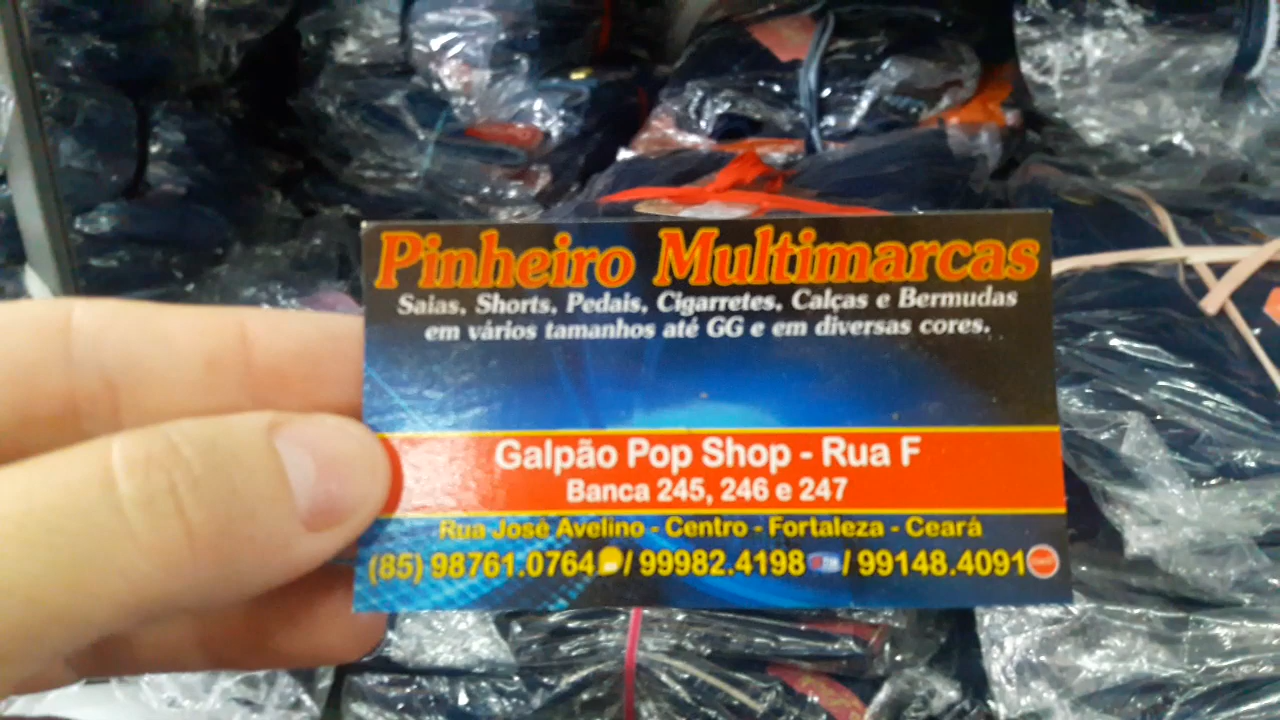 Pinheiro Multimarcas
Saias, Shorts, Pedais, Cigarretes, Calças e Bermudas
em vários tamanhos até GG e em diversas cores.
Galpão Pop Shop - Rua F
Banca 245, 246 e 247
Rua José Avelino - Centro - Fortaleza - Ceará
(85) 98761.0764 / 99982.4198 / 99148.4091